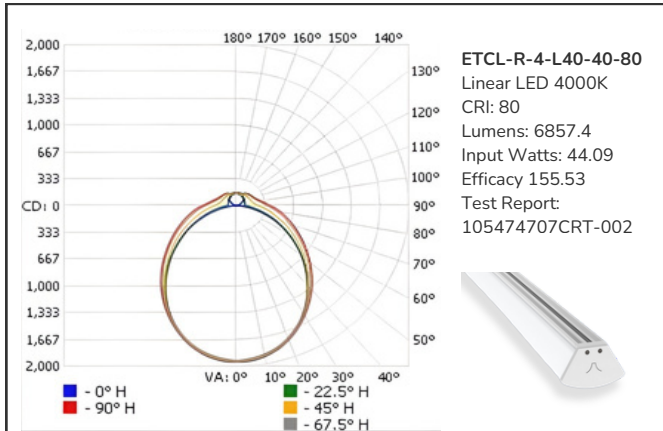 180° 170° 160° 150° 140°
2,000
1,667
1,333
1,000
667
333
CD: 0
333
667
1,000
1,333
1,667
2,000
130°
120°
110°
100°
90°
80°
70°
60°
50°
VA: 0° 10° 20° 30° 40°
- 0° H
- 90° H
- 22.5° H
- 45° H
- 67.5° H
ETCL-R-4-L40-40-80
Linear LED 4000K
CRI: 80
Lumens: 6857.4
Input Watts: 44.09
Efficacy 155.53
Test Report:
105474707CRT-002